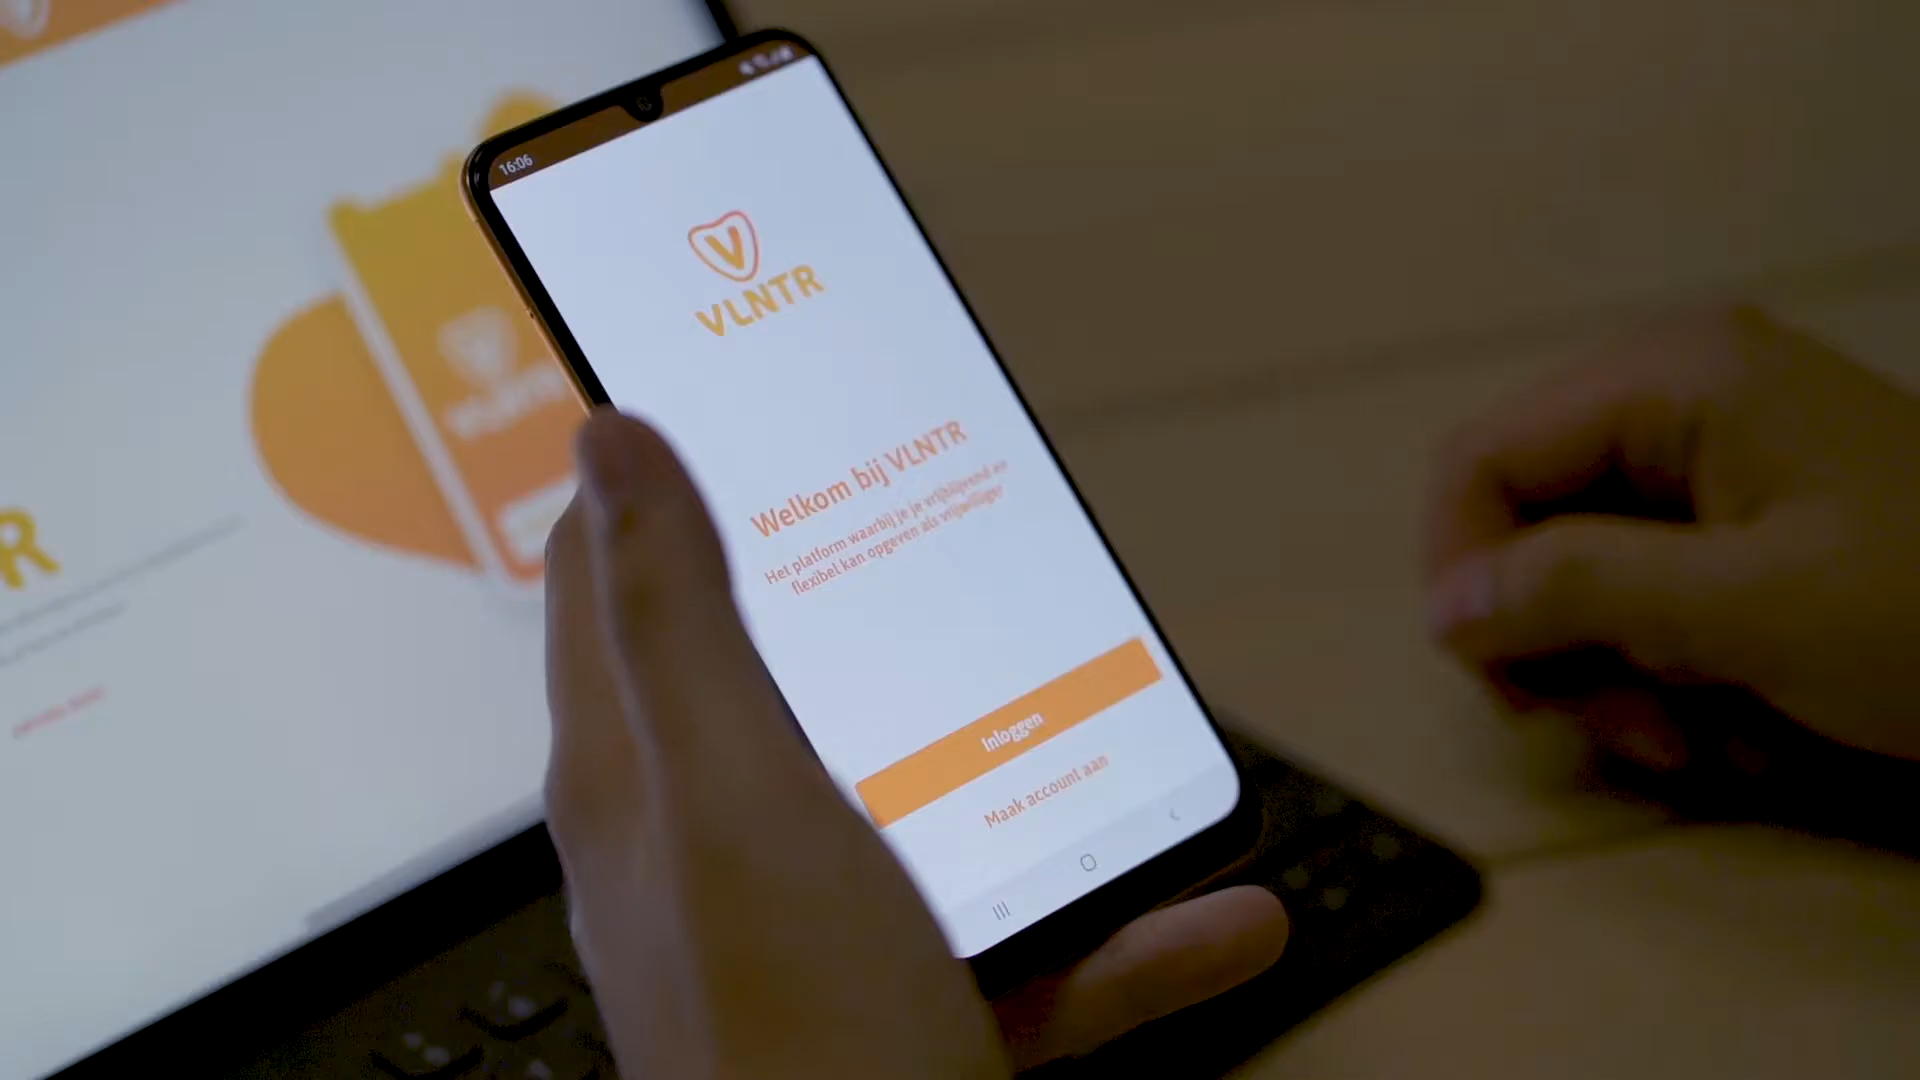 16:06
V
VLNTR
Welkom bij VLNTR
Het platform waarbij je je vrijblijvend en
flexibel kan opgeven als vrijwilliger
Inloggen
Maak account aan
R
V